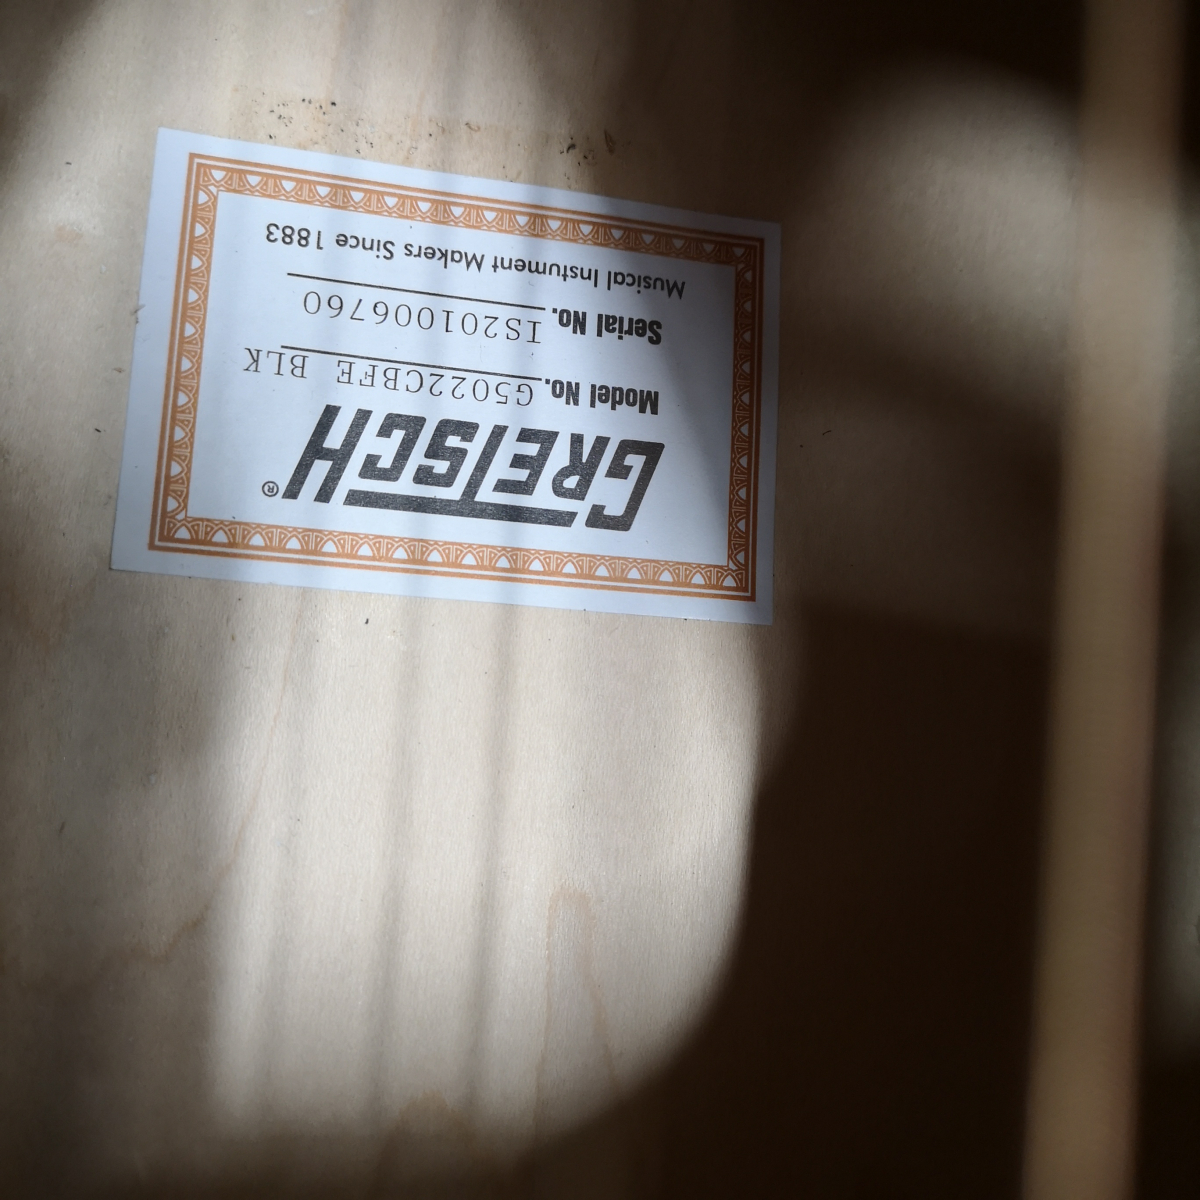 GRETSCH®
Model No. G5022CBFE BLK
Serial No. IS201006760
Musical Instument Makers Since 1883